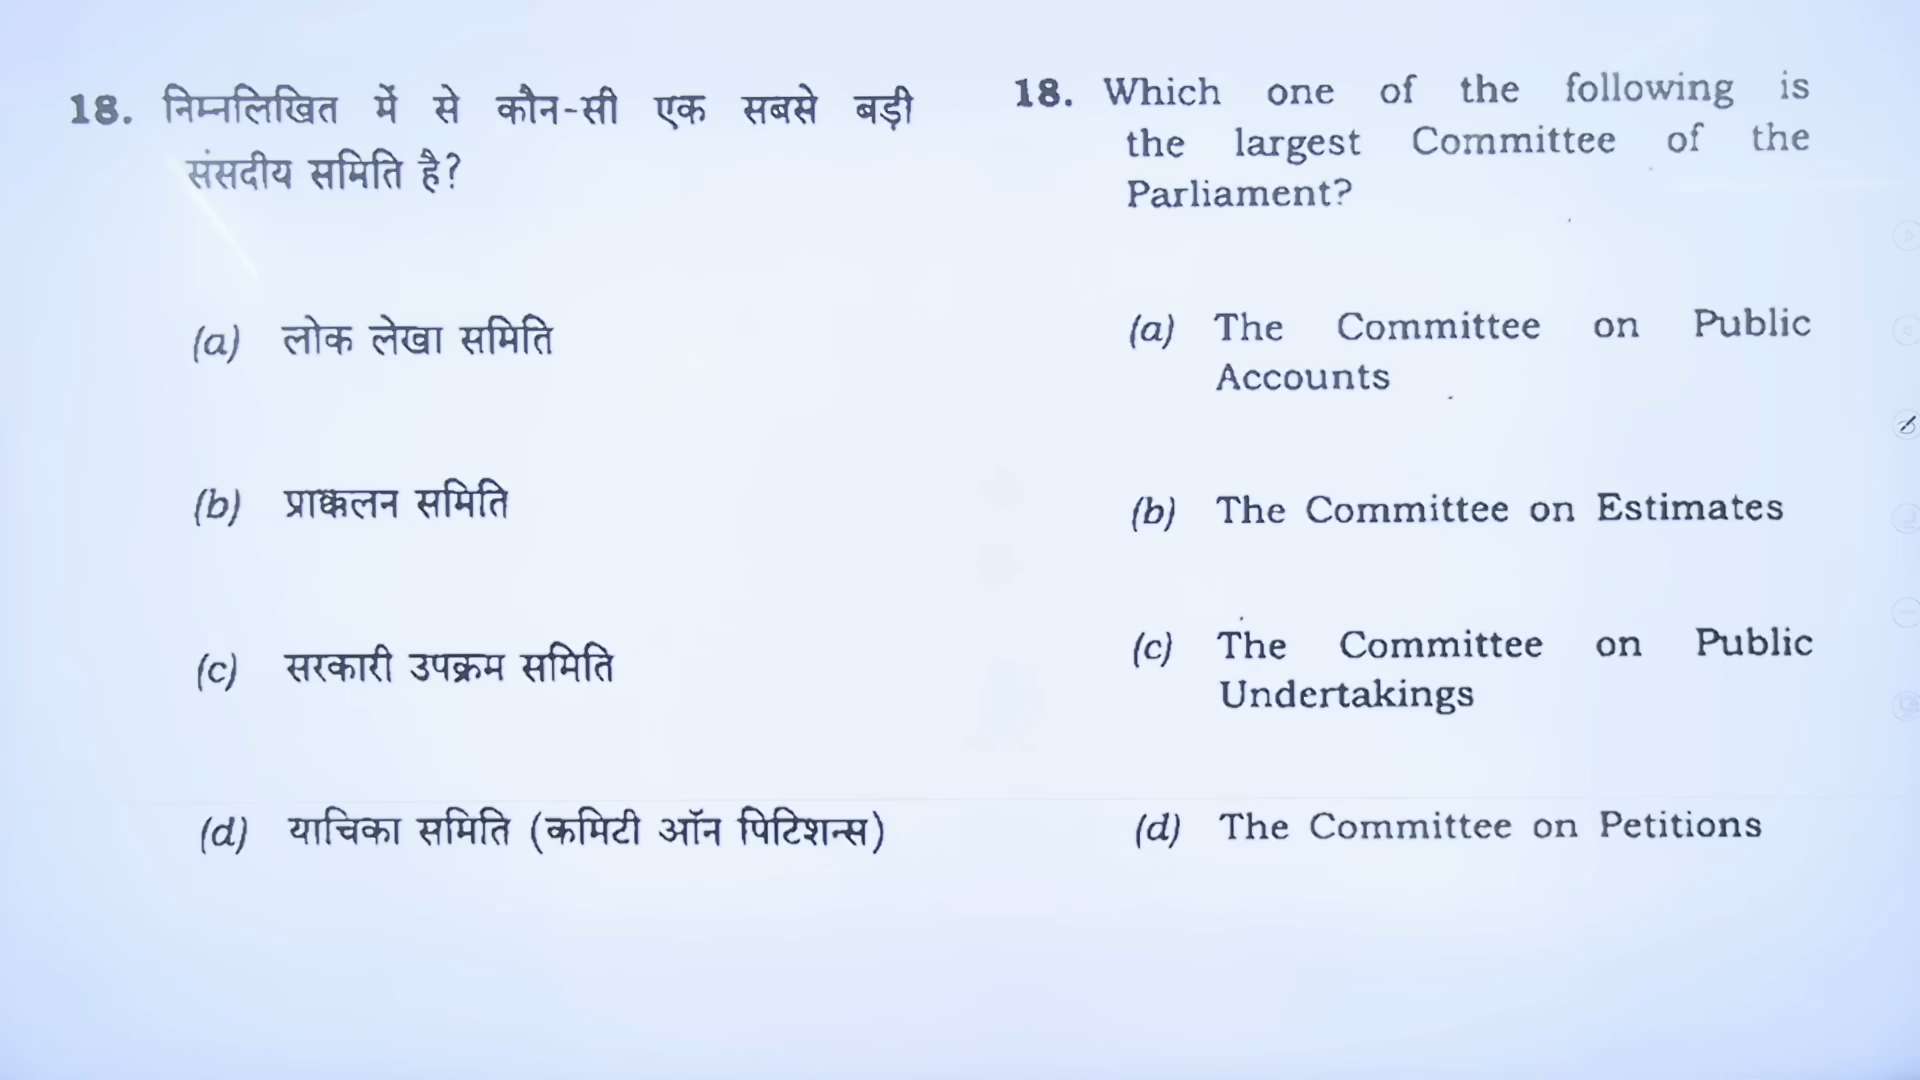 18. निम्नलिखित में से कौन-सी एक सबसे बड़ी
संसदीय समिति है?
(a) लोक लेखा समिति
(b) प्राक्कलन समिति
(c) सरकारी उपक्रम समिति
(d) याचिका समिति (कमिटी ऑन पिटिशन्स)
18. Which one of the following is
the largest Committee of the
Parliament?
(a) The Committee on Public
Accounts
(b) The Committee on Estimates
(c) The Committee on Public
Undertakings
(d) The Committee on Petitions